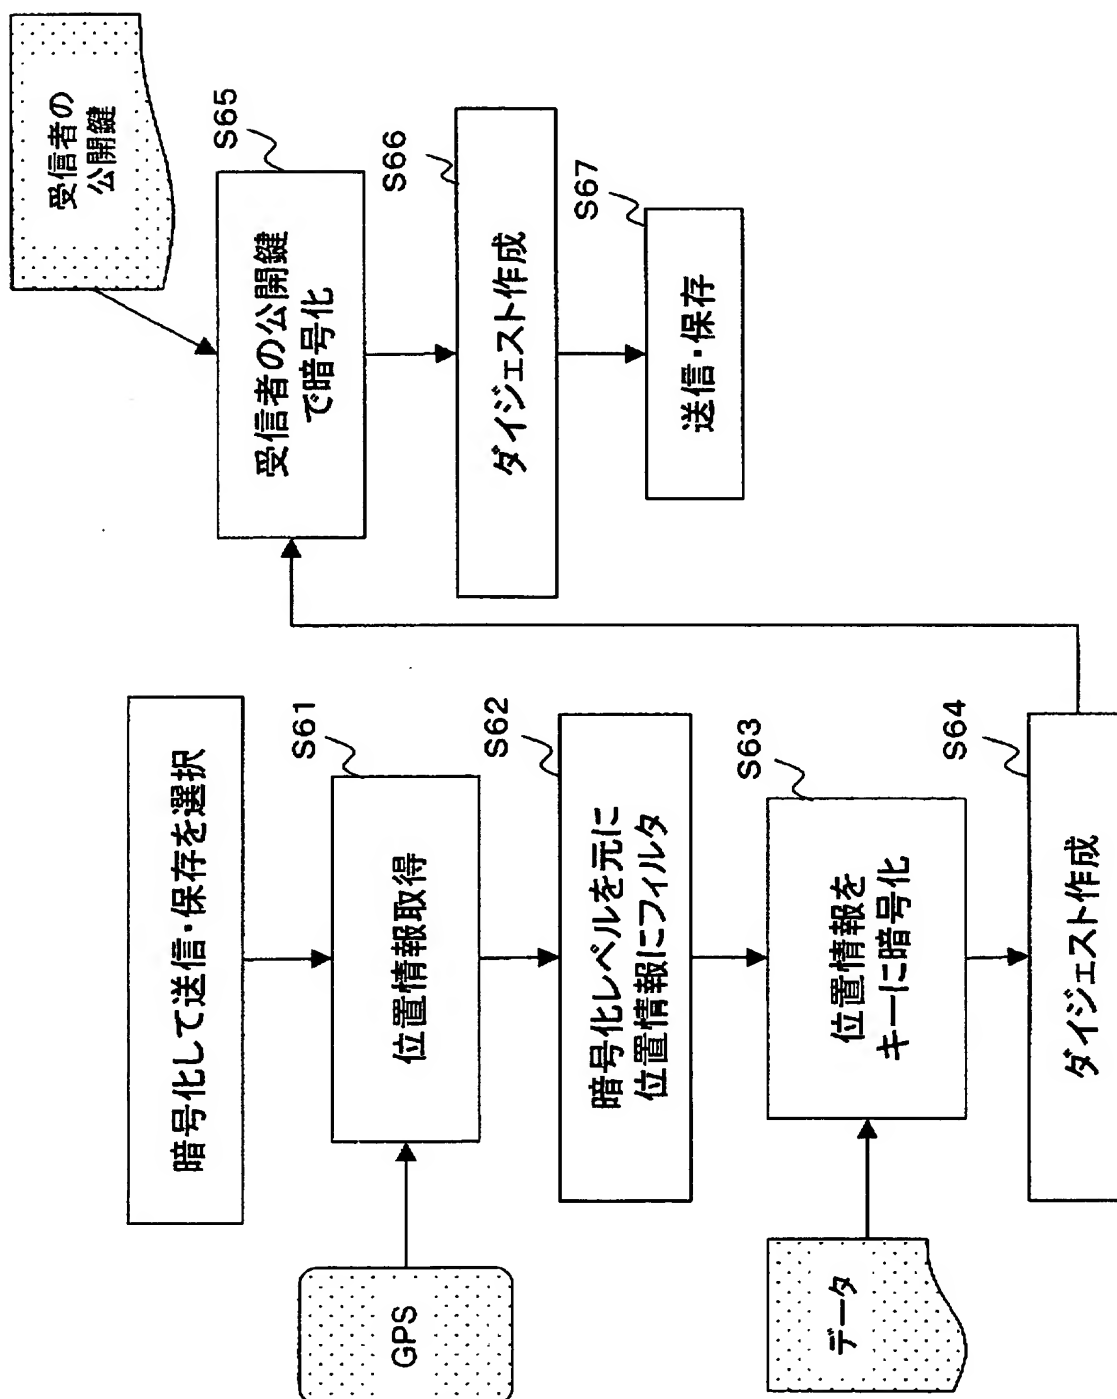 暗号化して送信・保存を選択
S61
GPS
位置情報取得
S62
暗号化レベルを元に
位置情報にフィルタ
S63
データ
位置情報を
キーに暗号化
S64
ダイジェスト作成
受信者の
公開鍵
S65
受信者の公開鍵
で暗号化
S66
ダイジェスト作成
S67
送信・保存